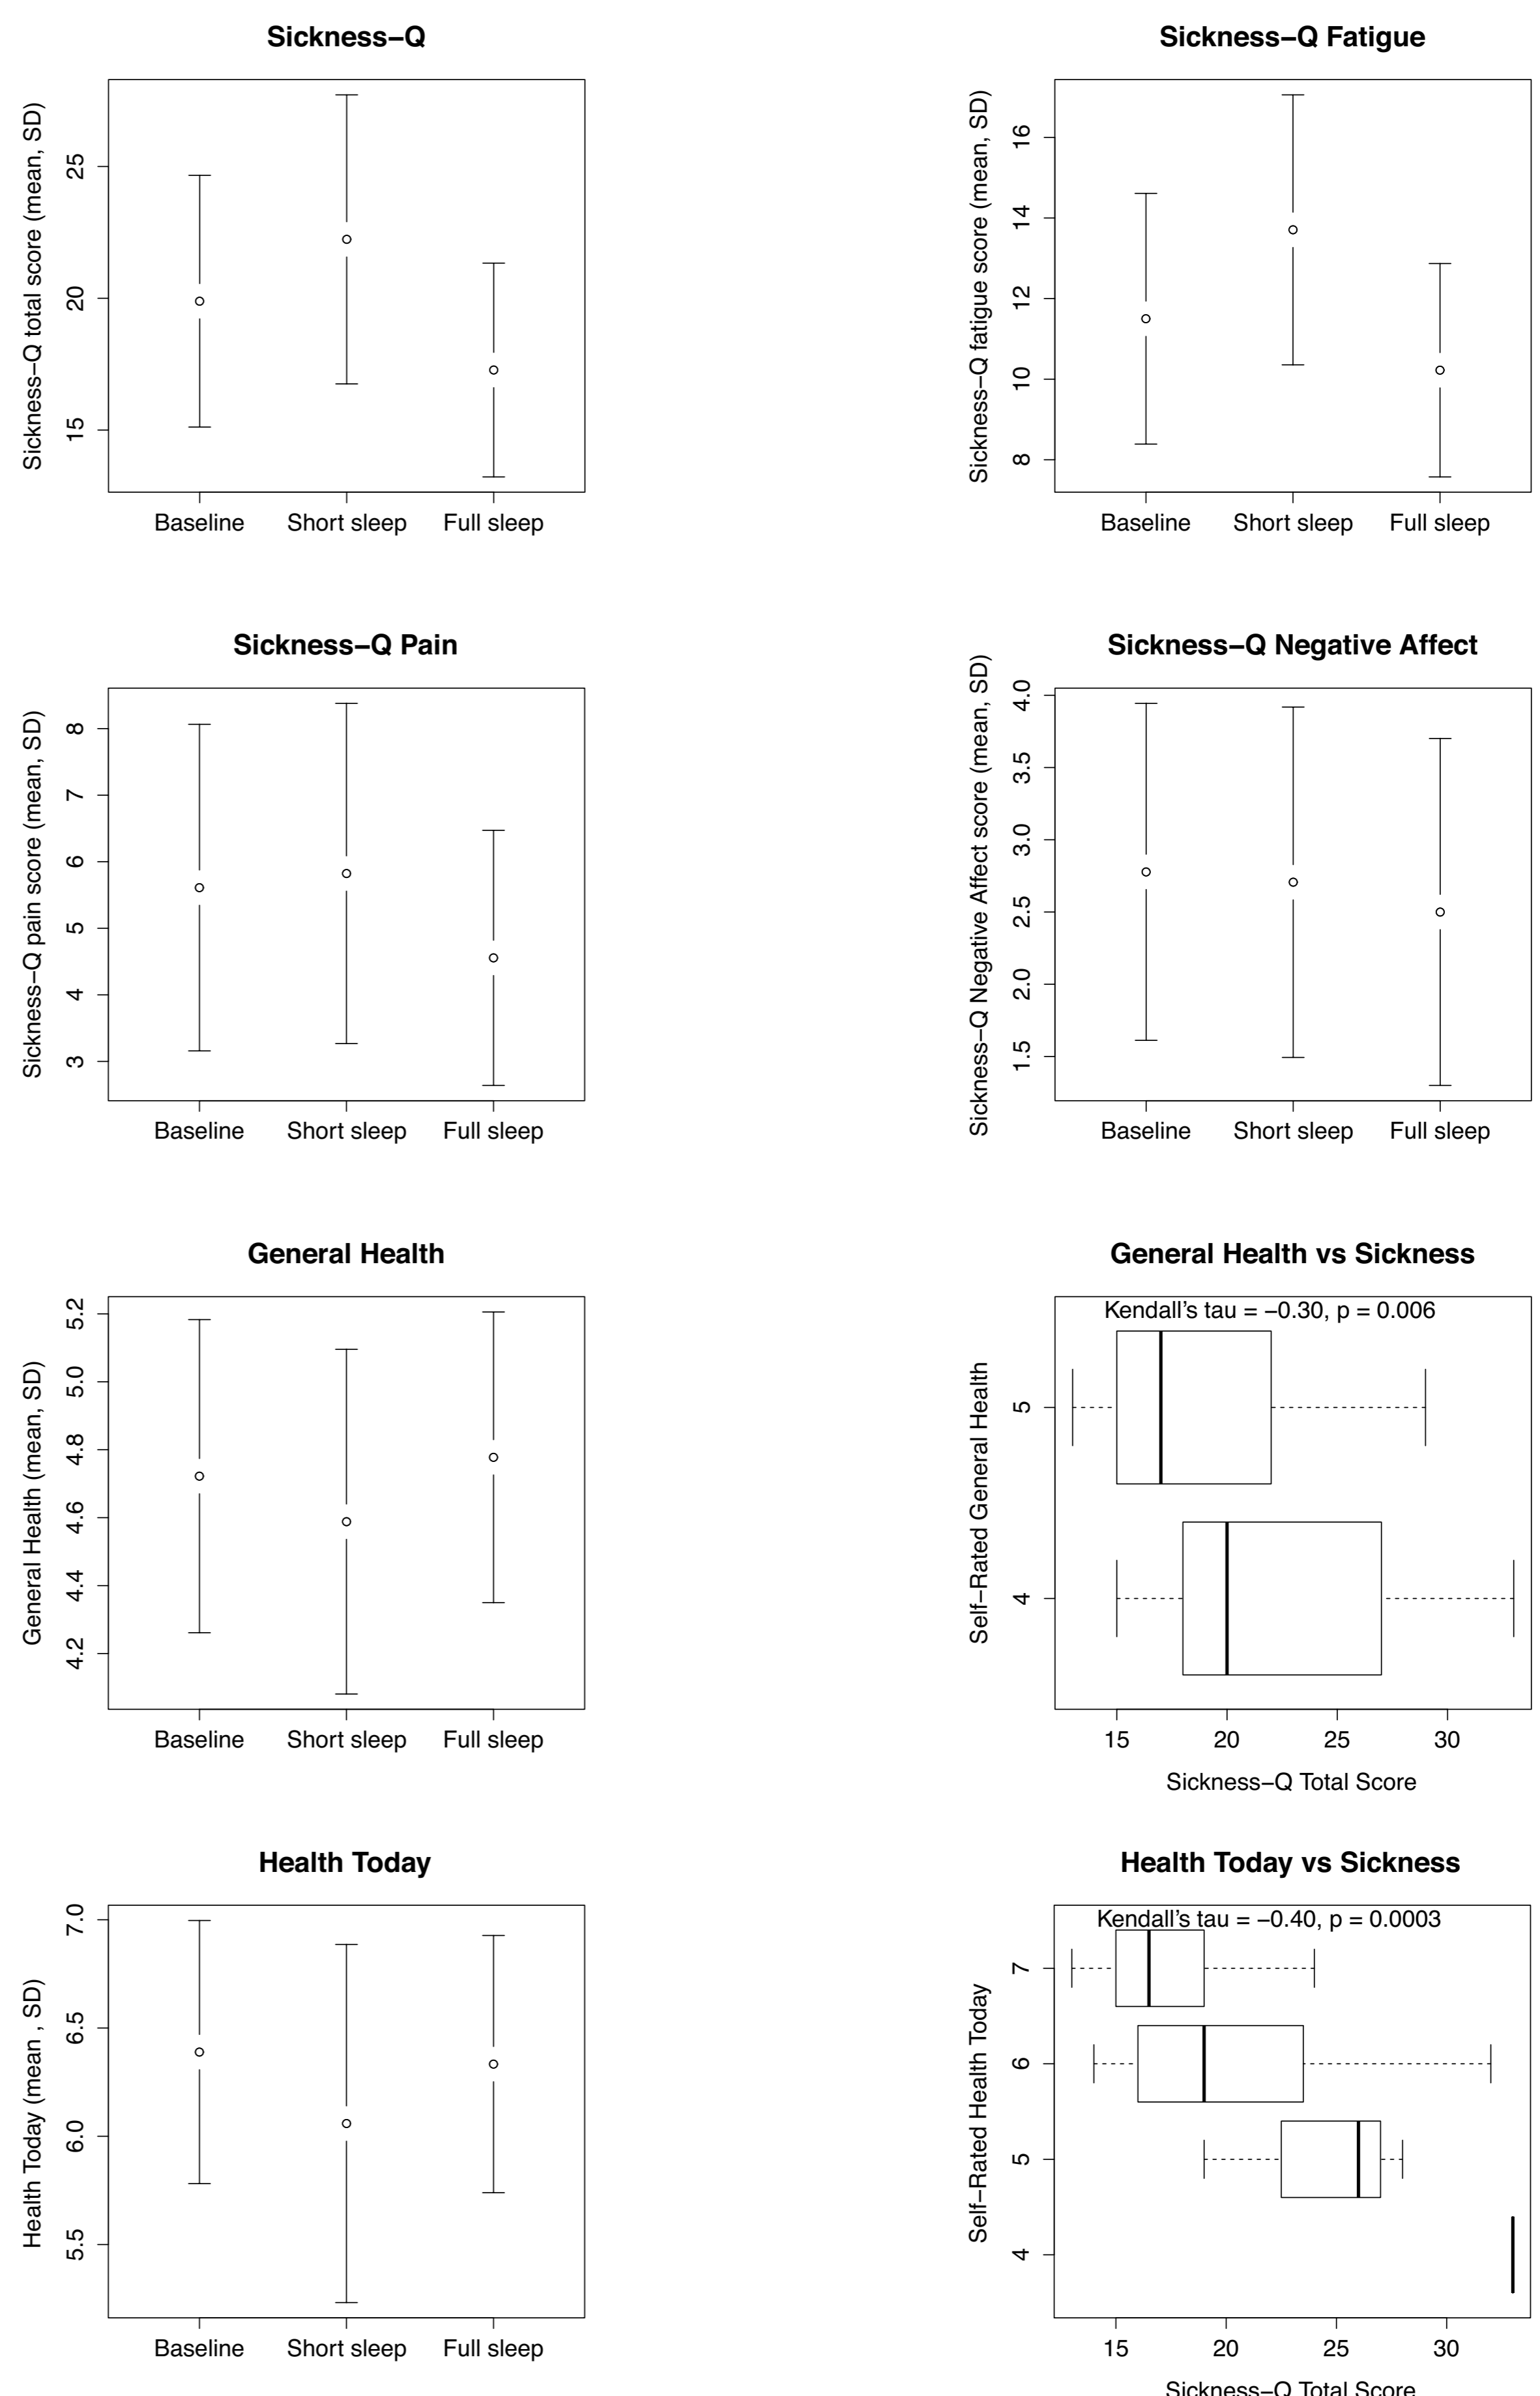 Sickness−Q
Sickness−Q total score (mean, SD)
25
20
15
Baseline Short sleep Full sleep
Sickness−Q Fatigue
Sickness−Q fatigue score (mean, SD)
16
14
12
10
8
Baseline Short sleep Full sleep
Sickness−Q Pain
Sickness−Q pain score (mean, SD)
8
7
6
5
4
3
Baseline Short sleep Full sleep
Sickness−Q Negative Affect
Sickness−Q Negative Affect score (mean, SD)
4.0
3.5
3.0
2.5
2.0
1.5
Baseline Short sleep Full sleep
General Health
General Health (mean, SD)
5.2
5.0
4.8
4.6
4.4
4.2
Baseline Short sleep Full sleep
General Health vs Sickness
Kendall's tau = −0.30, p = 0.006
Self−Rated General Health
5
4
15 20 25 30
Sickness−Q Total Score
Health Today
Health Today (mean , SD)
7.0
6.5
6.0
5.5
Baseline Short sleep Full sleep
Health Today vs Sickness
Kendall's tau = −0.40, p = 0.0003
Self−Rated Health Today
7
6
5
4
15 20 25 30
Sickness−Q Total Score